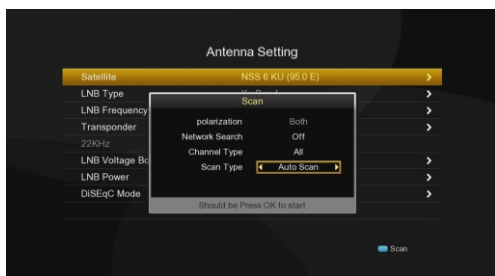 Antenna Setting
Satellite NSS 6 KU (95.0 E)
LNB Type
Scan
LNB Frequency
polarization Both
Transponder
Network Search Off
22KHz
Channel Type All
LNB Voltage
Scan Type Auto Scan
LNB Power
DiSEqC Mode
Should be Press OK to start
Scan